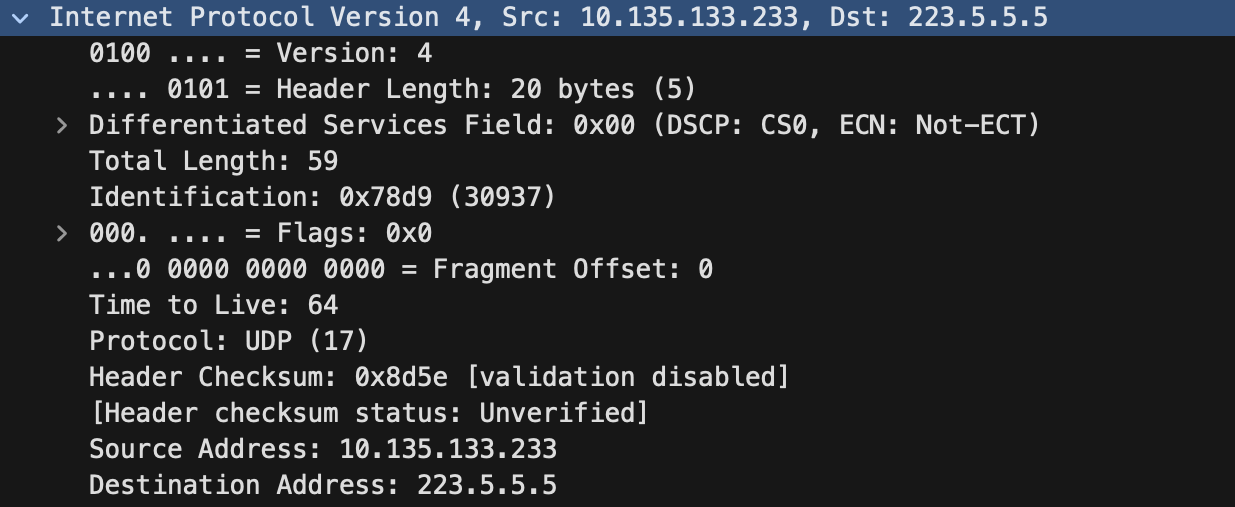 Internet Protocol Version 4, Src: 10.135.133.233, Dst: 223.5.5.5
0100 .... = Version: 4
.... 0101 = Header Length: 20 bytes (5)
Differentiated Services Field: 0x00 (DSCP: CS0, ECN: Not-ECT)
Total Length: 59
Identification: 0x78d9 (30937)
000. .... = Flags: 0x0
...0 0000 0000 0000 = Fragment Offset: 0
Time to Live: 64
Protocol: UDP (17)
Header Checksum: 0x8d5e [validation disabled]
[Header checksum status: Unverified]
Source Address: 10.135.133.233
Destination Address: 223.5.5.5